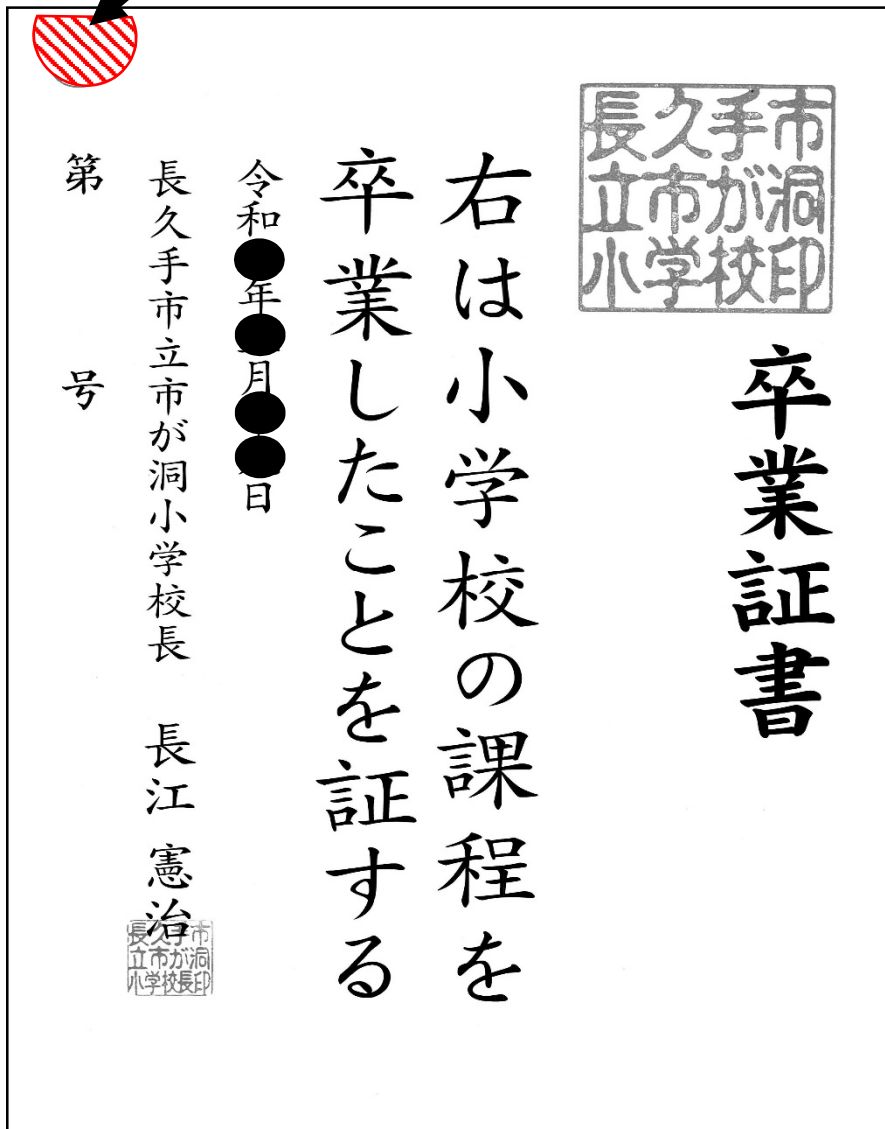 長久手市
立市が洞
小学校印
卒業証書
右は小学校の課程を
卒業したことを証する
令和●年●月●●日
長久手市立市が洞小学校長 長江 憲治
長久手市
立市が洞
小学校長印
第 号